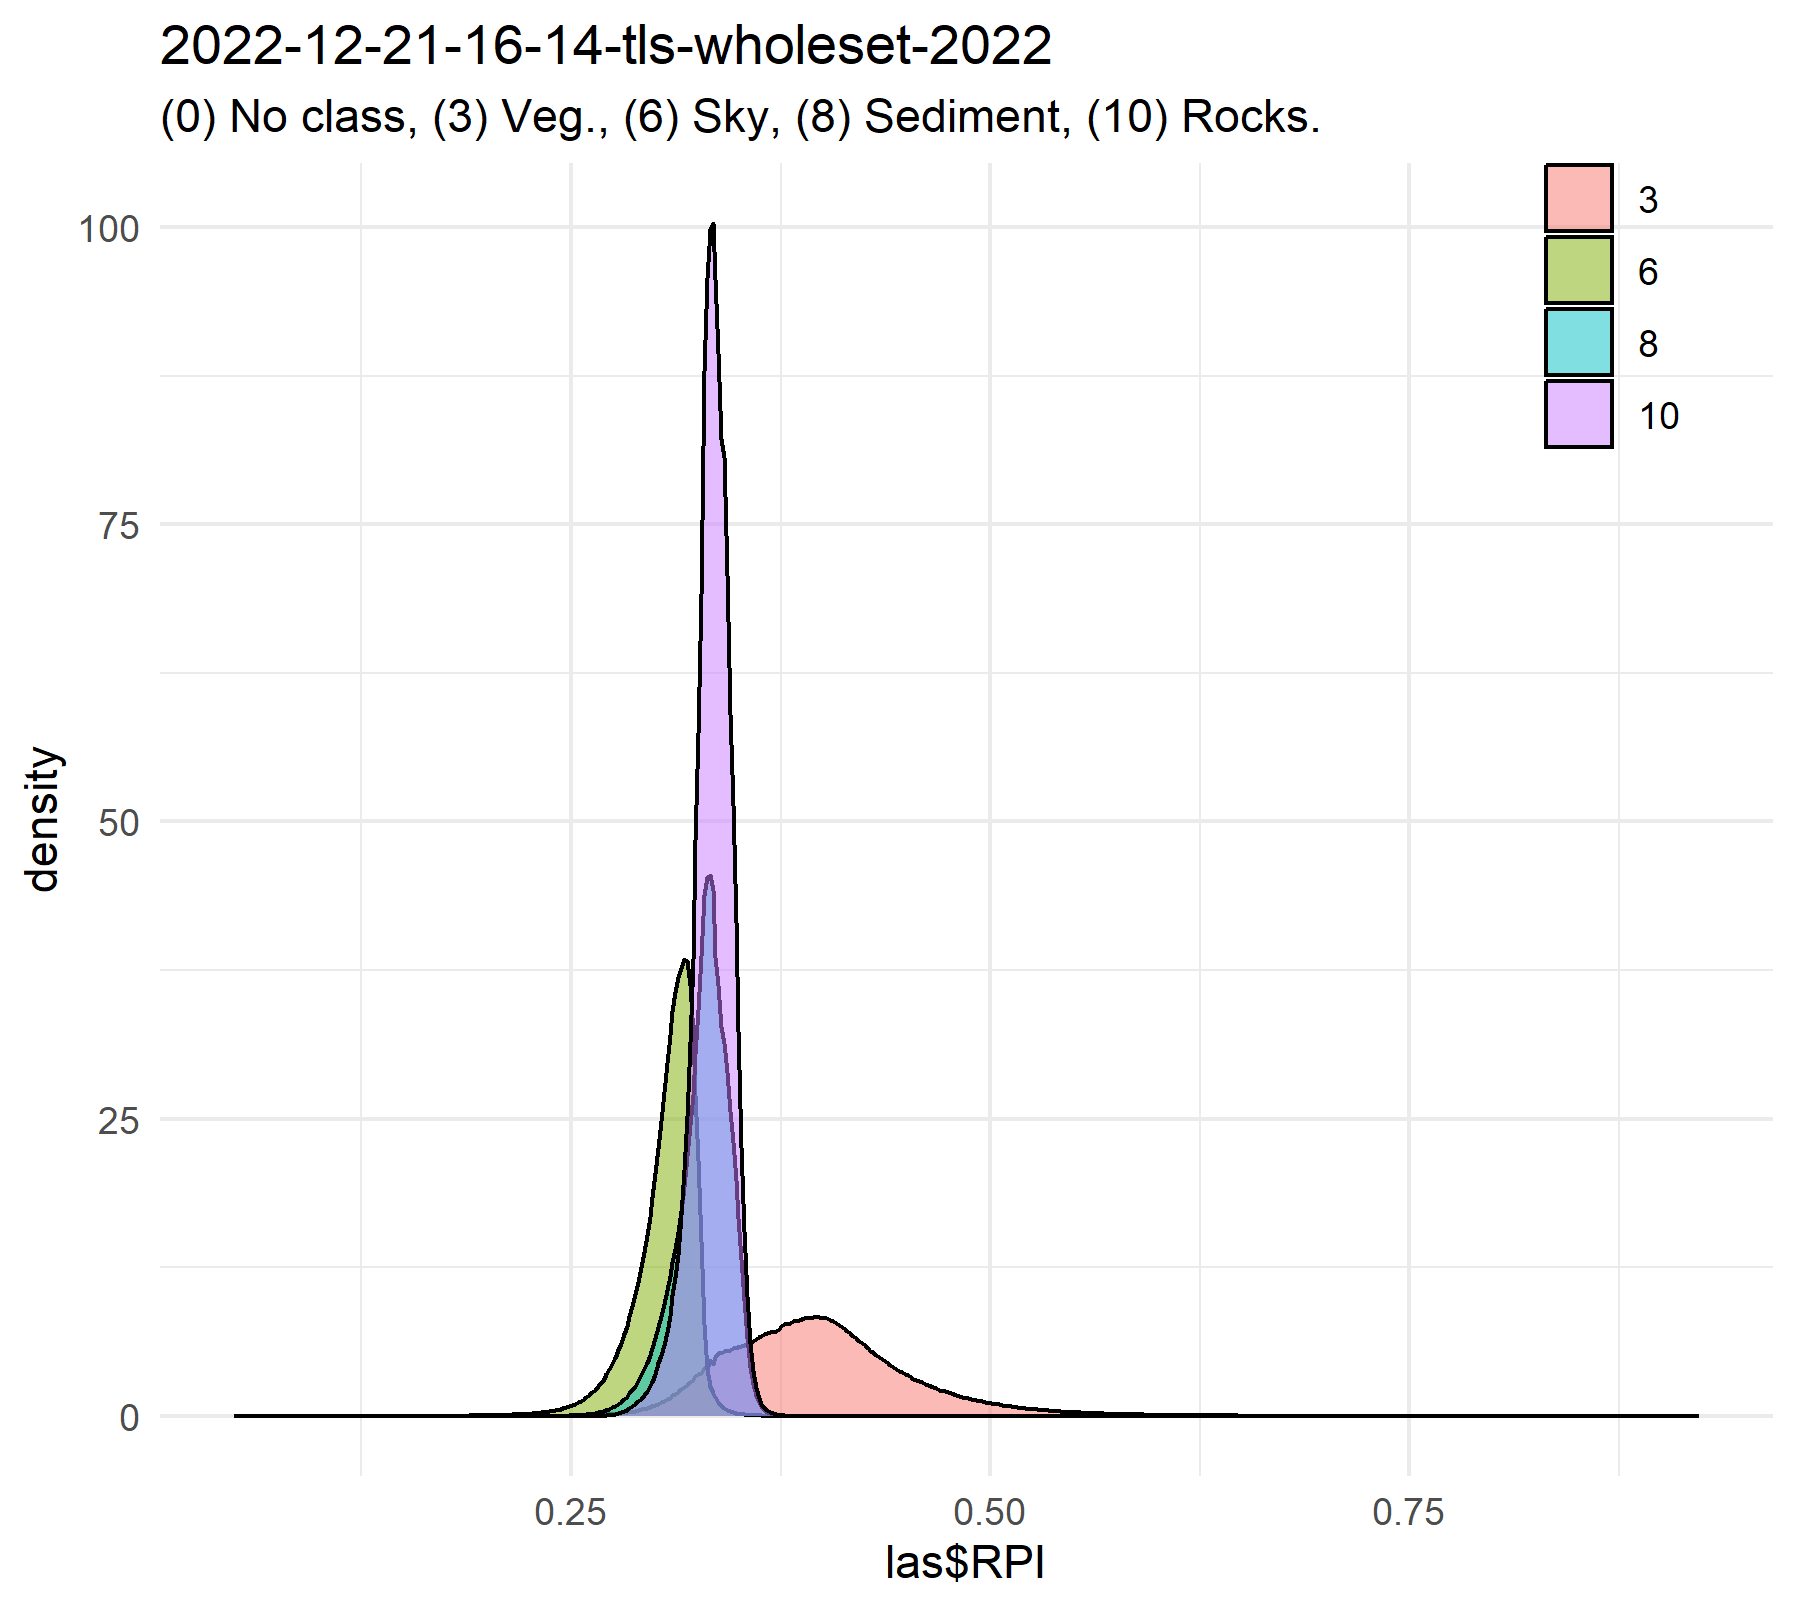 2022-12-21-16-14-tls-wholeset-2022
(0) No class, (3) Veg., (6) Sky, (8) Sediment, (10) Rocks.
3
6
8
10
100
75
50
25
0
density
0.25 0.50 0.75
las$RPI